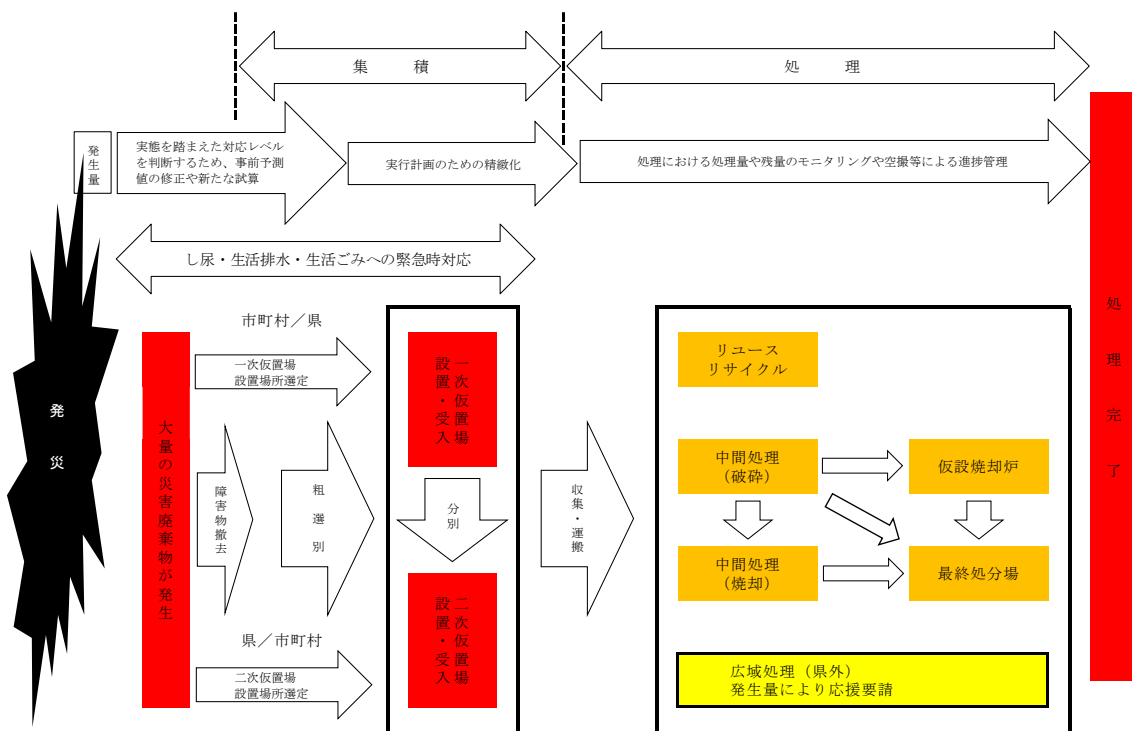 集　積
処　理
発生量
実態を踏まえた対応レベル
を判断するため、事前予測
値の修正や新たな試算
実行計画のための精緻化
処理における処理量や残量のモニタリングや空撮等による進捗管理
し尿・生活排水・生活ごみへの緊急時対応
発災
市町村／県
大量の災害廃棄物が発生
一次仮置場
設置場所選定
障害物撤去
粗選別
県／市町村
二次仮置場
設置場所選定
一次仮置場
設置・受入
分別
二次仮置場
設置・受入
収集・運搬
リユース
リサイクル
中間処理
（破砕）
仮設焼却炉
中間処理
（焼却）
最終処分場
広域処理（県外）
発生量により応援要請
処理完了